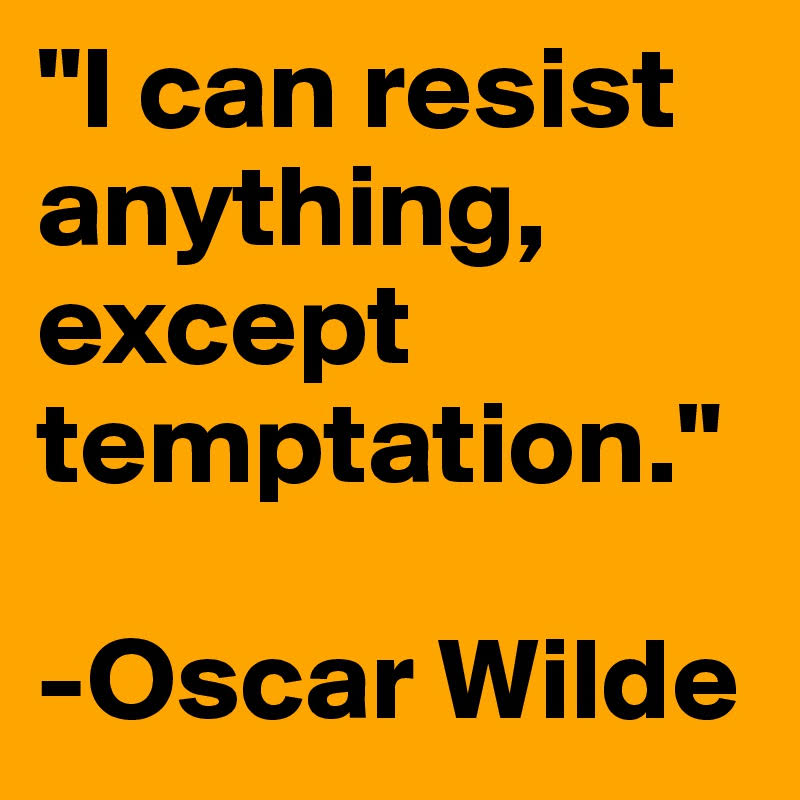 "I can resist
anything,
except
temptation."
-Oscar Wilde